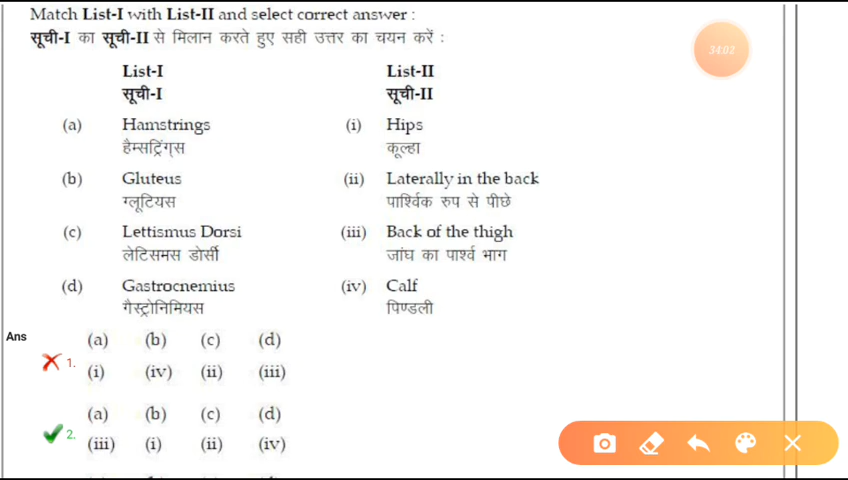 Match List-I with List-II and select correct answer :
सूची-I का सूची-II से मिलान करते हुए सही उत्तर का चयन करें :
34:02
List-I List-II
सूची-I सूची-II
(a) Hamstrings (i) Hips
हैम्सट्रिंग्स कूल्हा
(b) Gluteus (ii) Laterally in the back
ग्लूटियस पार्श्विक रुप से पीछे
(c) Lettismus Dorsi (iii) Back of the thigh
लेटिसमस डोर्सी जांघ का पार्श्व भाग
(d) Gastrocnemius (iv) Calf
गैस्ट्रोनिमियस पिण्डली
Ans (a) (b) (c) (d)
1. (i) (iv) (ii) (iii)
(a) (b) (c) (d)
2. (iii) (i) (ii) (iv)